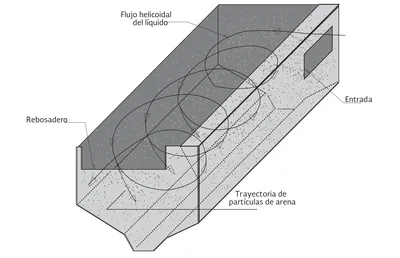 Flujo helicoidal
del líquido
Entrada
Rebosadero
Trayectoria de
partículas de arena